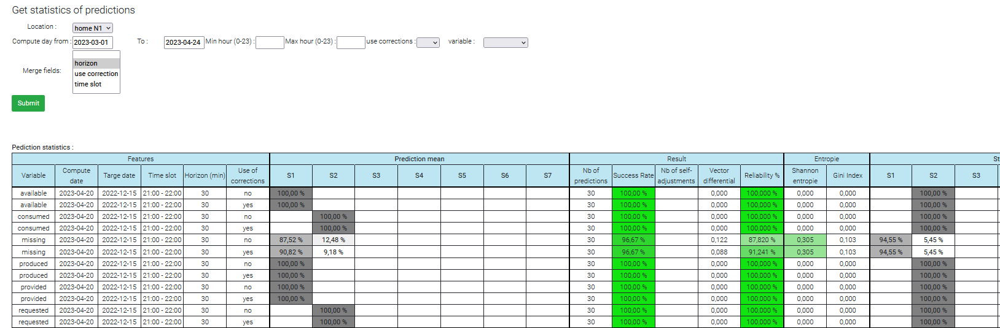 Get statistics of predictions
Location : home N1
Compute day from : 2023-03-01 To : 2023-04-24 Min hour (0-23) : Max hour (0-23) : use corrections : variable :
horizon
Merge fields: use correction
time slot
Submit
Pediction statistics :
Features Prediction mean Result Entropie St
Variable Compute date Targe date Time slot Horizon (min) Use of corrections S1 S2 S3 S4 S5 S6 S7 Nb of predictions Success Rate Nb of self-adjustments Vector differential Reliability % Shannon entropie Gini Index S1 S2 S3
available 2023-04-20 2022-12-15 21:00 - 22:00 30 no 100,00 % 30 100,00 % 0,000 100,000 % 0,000 0,000 100,00 %
available 2023-04-20 2022-12-15 21:00 - 22:00 30 yes 100,00 % 30 100,00 % 0,000 100,000 % 0,000 0,000 100,00 %
consumed 2023-04-20 2022-12-15 21:00 - 22:00 30 no 100,00 % 30 100,00 % 0,000 100,000 % 0,000 0,000 100,00 %
consumed 2023-04-20 2022-12-15 21:00 - 22:00 30 yes 100,00 % 30 100,00 % 0,000 100,000 % 0,000 0,000 100,00 %
missing 2023-04-20 2022-12-15 21:00 - 22:00 30 no 87,52 % 12,48 % 30 96,67 % 0,122 87,820 % 0,305 0,103 94,55 % 5,45 %
missing 2023-04-20 2022-12-15 21:00 - 22:00 30 yes 90,82 % 9,18 % 30 96,67 % 0,088 91,241 % 0,305 0,103 94,55 % 5,45 %
produced 2023-04-20 2022-12-15 21:00 - 22:00 30 no 100,00 % 30 100,00 % 0,000 100,000 % 0,000 0,000 100,00 %
produced 2023-04-20 2022-12-15 21:00 - 22:00 30 yes 100,00 % 30 100,00 % 0,000 100,000 % 0,000 0,000 100,00 %
provided 2023-04-20 2022-12-15 21:00 - 22:00 30 no 100,00 % 30 100,00 % 0,000 100,000 % 0,000 0,000 100,00 %
provided 2023-04-20 2022-12-15 21:00 - 22:00 30 yes 100,00 % 30 100,00 % 0,000 100,000 % 0,000 0,000 100,00 %
requested 2023-04-20 2022-12-15 21:00 - 22:00 30 no 100,00 % 30 100,00 % 0,000 100,000 % 0,000 0,000 100,00 %
requested 2023-04-20 2022-12-15 21:00 - 22:00 30 yes 100,00 % 30 100,00 % 0,000 100,000 % 0,000 0,000 100,00 %